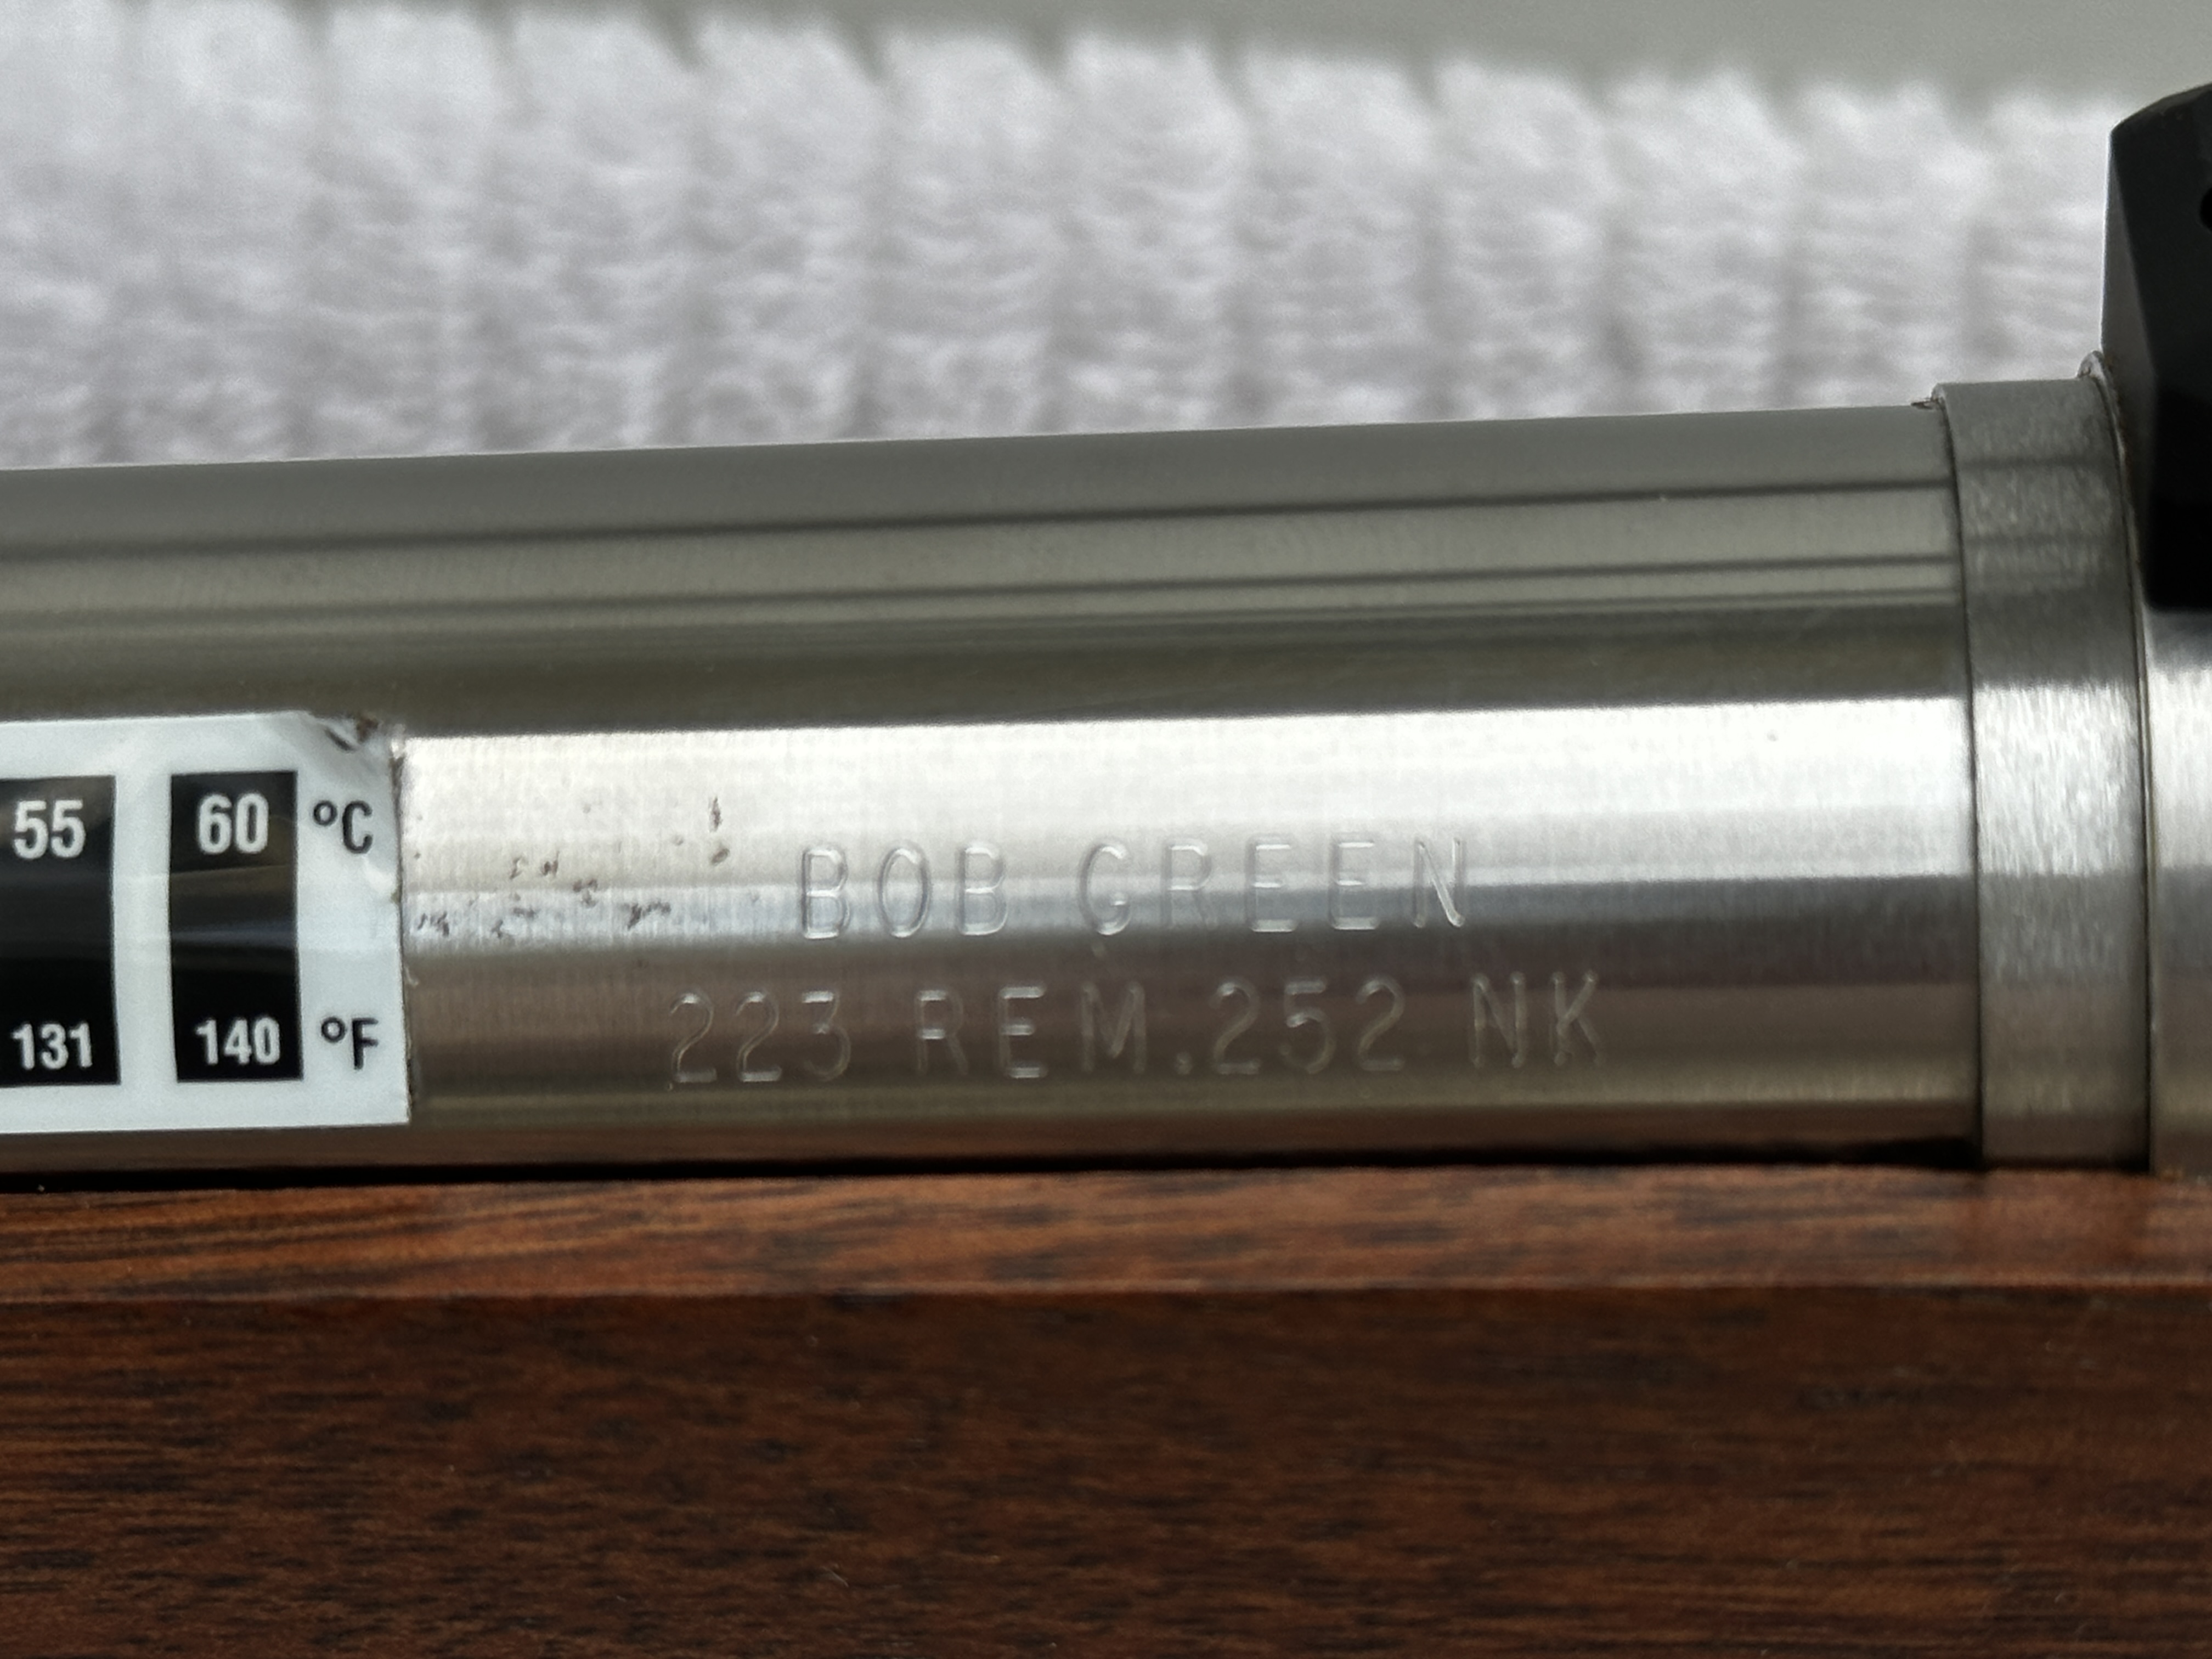 55 60 °C
131 140 °F
BOB GREEN
223 REM.252 NK